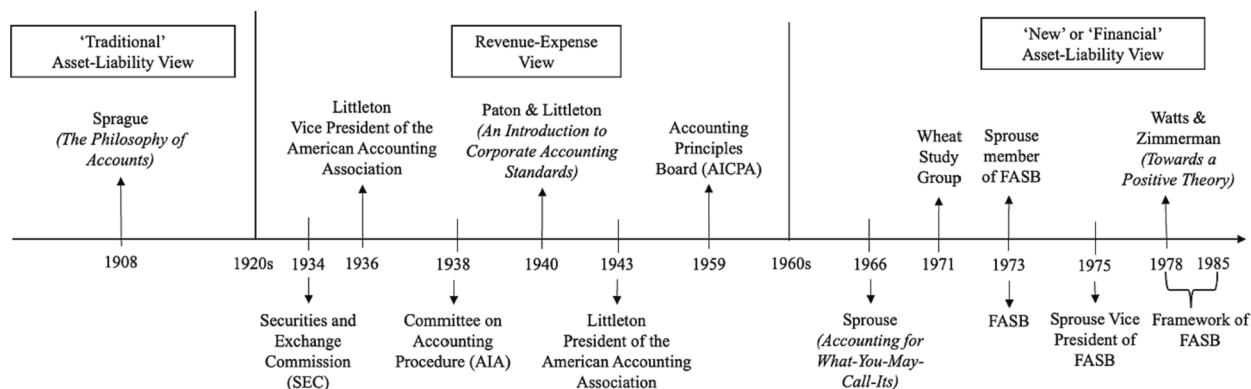 ‘Traditional’
Asset-Liability View
Revenue-Expense
View
‘New’ or ‘Financial’
Asset-Liability View
Sprague
(The Philosophy of
Accounts)
Littleton
Vice President of the
American Accounting
Association
Paton & Littleton
(An Introduction to
Corporate Accounting
Standards)
Accounting
Principles
Board (AICPA)
Wheat
Study
Group
Sprouse
member
of FASB
Watts &
Zimmerman
(Towards a
Positive Theory)
1908
1920s
1934
1936
1938
1940
1943
1959
1960s
1966
1971
1973
1975
1978
1985
Securities and
Exchange
Commission
(SEC)
Committee on
Accounting
Procedure (AIA)
Littleton
President of the
American Accounting
Association
Sprouse
(Accounting for
What-You-May-
Call-Its)
FASB
Sprouse Vice
President of
FASB
Framework of
FASB